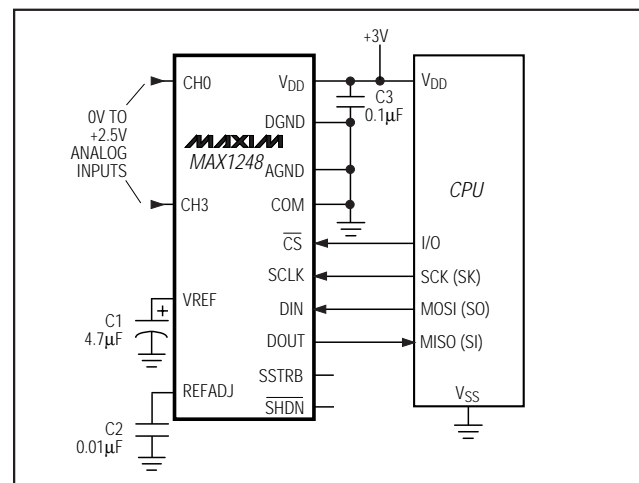 +3V
CH0
VDD
VDD
C3
0.1µF
0V TO
+2.5V
ANALOG
INPUTS
DGND
MAXIM
MAX1248
AGND
CPU
CH3
COM
CS
I/O
SCLK
SCK (SK)
VREF
DIN
MOSI (SO)
C1
4.7µF
+
DOUT
MISO (SI)
SSTRB
REFADJ
SHDN
VSS
C2
0.01µF